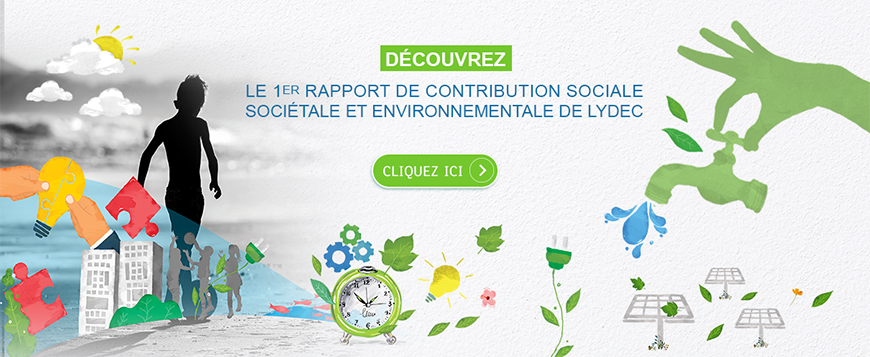 DÉCOUVREZ
LE 1ER RAPPORT DE CONTRIBUTION SOCIALE
SOCIÉTALE ET ENVIRONNEMENTALE DE LYDEC
CLIQUEZ ICI